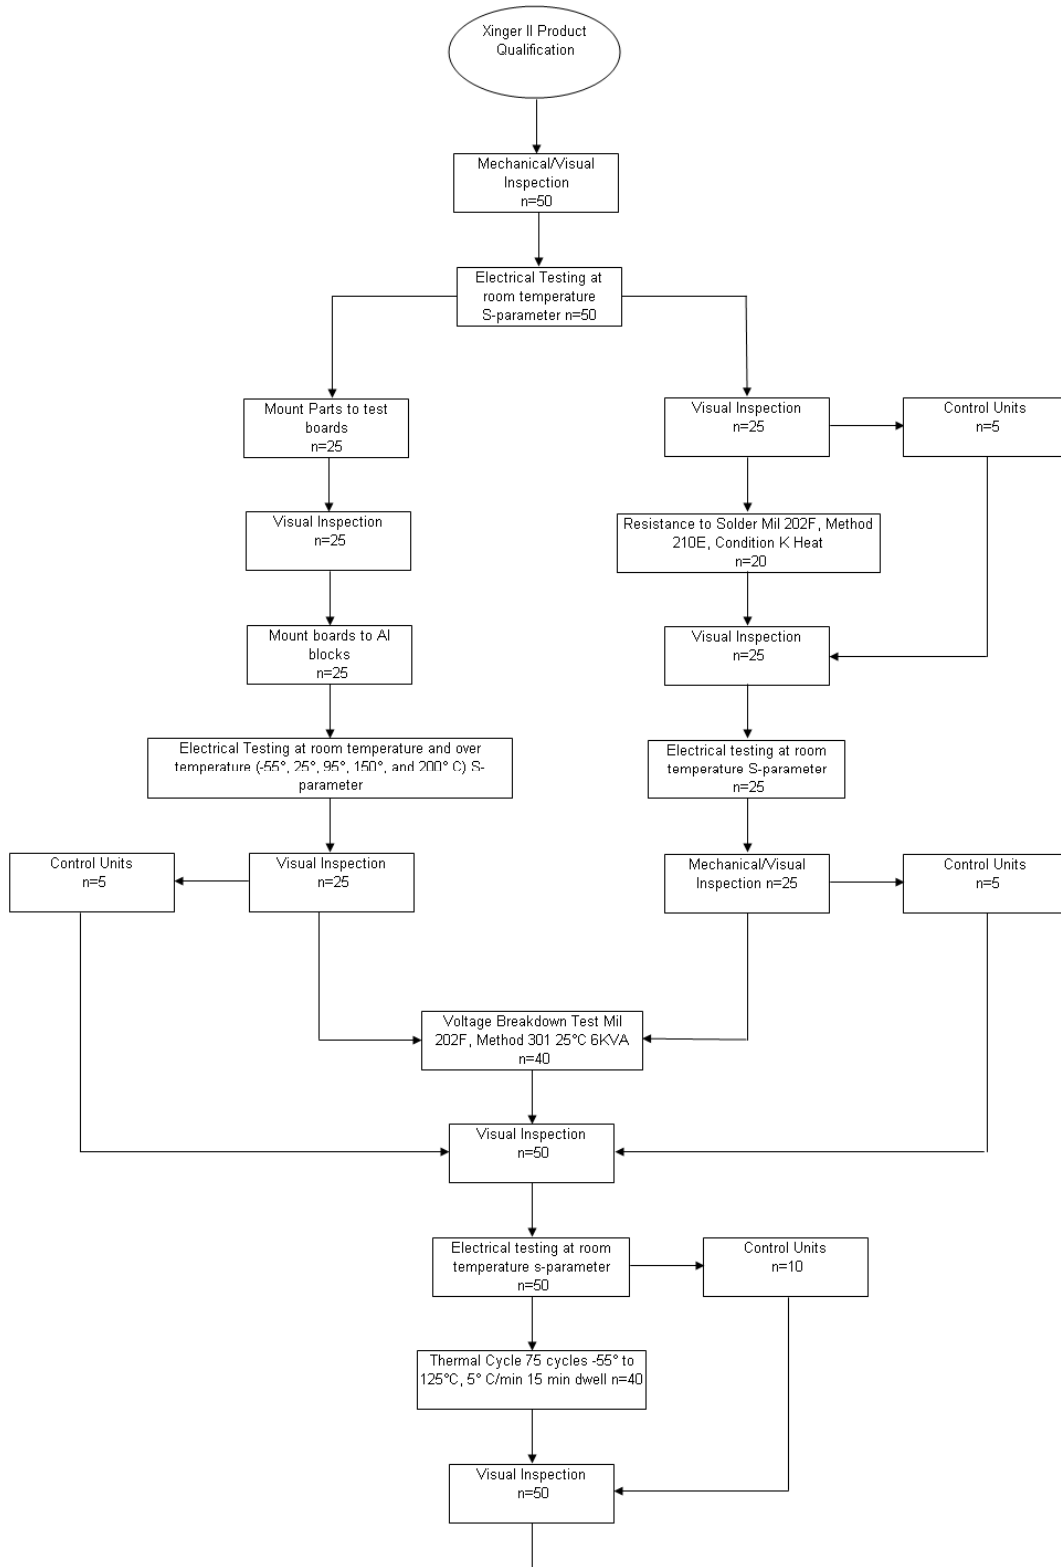 Xinger II Product
Qualification
Mechanical/Visual
Inspection
n=50
Electrical Testing at
room temperature
S-parameter n=50
Mount Parts to test
boards
n=25
Visual Inspection
n=25
Control Units
n=5
Visual Inspection
n=25
Resistance to Solder Mil 202F, Method
210E, Condition K Heat
n=20
Mount boards to Al
blocks
n=25
Visual Inspection
n=25
Electrical Testing at room temperature and over
temperature (-55°, 25°, 95°, 150°, and 200° C) S-
parameter
Electrical testing at room
temperature S-parameter
n=25
Control Units
n=5
Visual Inspection
n=25
Mechanical/Visual
Inspection n=25
Control Units
n=5
Voltage Breakdown Test Mil
202F, Method 301 25°C 6KVA
n=40
Visual Inspection
n=50
Electrical testing at room
temperature s-parameter
n=50
Control Units
n=10
Thermal Cycle 75 cycles -55° to
125°C, 5° C/min 15 min dwell n=40
Visual Inspection
n=50